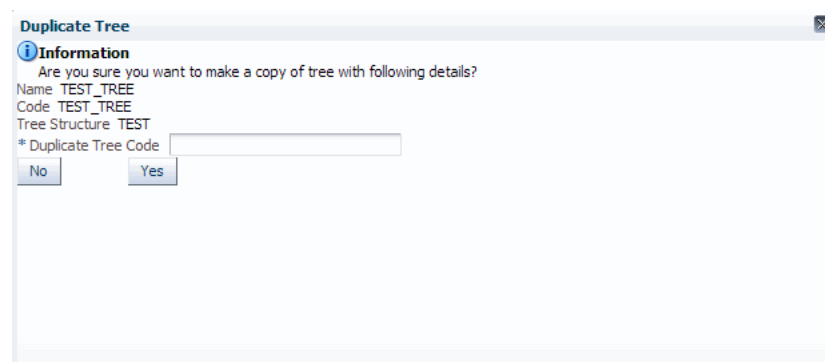 Duplicate Tree
Information
Are you sure you want to make a copy of tree with following details?
Name TEST_TREE
Code TEST_TREE
Tree Structure TEST
* Duplicate Tree Code
No Yes